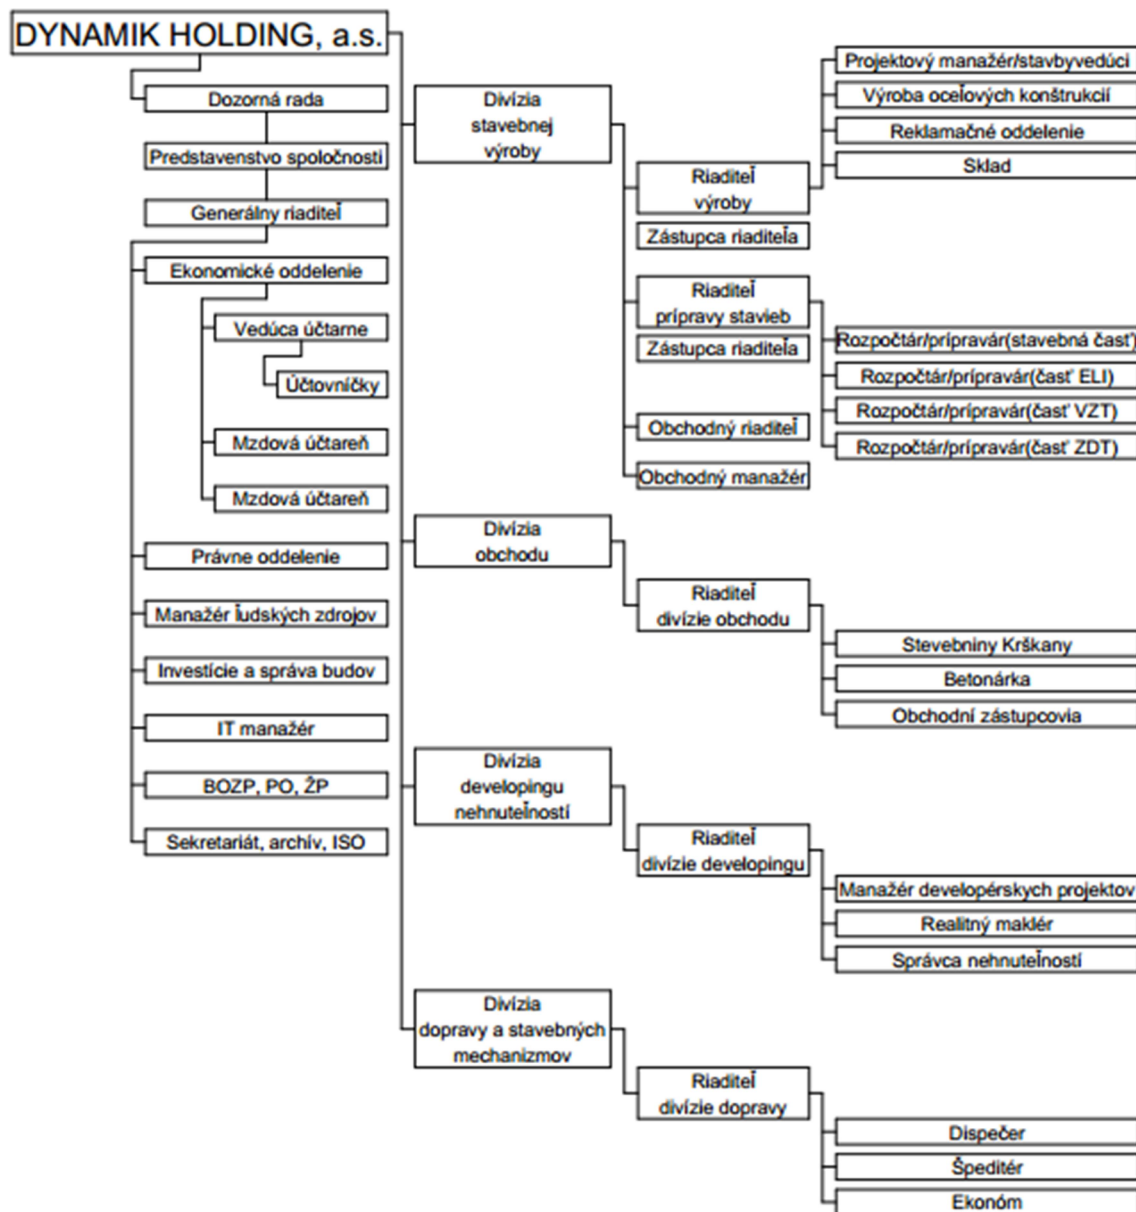 DYNAMIK HOLDING, a.s.
Dozorná rada
Predstavenstvo spoločnosti
Generálny riaditeľ
Ekonomické oddelenie
Vedúca účtarne
Účtovníčky
Mzdová účtareň
Mzdová účtareň
Právne oddelenie
Manažér ľudských zdrojov
Investície a správa budov
IT manažér
BOZP, PO, ŽP
Sekretariát, archív, ISO
Divízia
stavebnej
výroby
Riaditeľ
výroby
Projektový manažér/stavbyvedúci
Výroba oceľových konštrukcií
Reklamačné oddelenie
Sklad
Zástupca riaditeľa
Riaditeľ
prípravy stavieb
Zástupca riaditeľa
Rozpočtár/prípravár(stavebná časť)
Rozpočtár/prípravár(časť ELI)
Rozpočtár/prípravár(časť VZT)
Rozpočtár/prípravár(časť ZDT)
Obchodný riaditeľ
Obchodný manažér
Divízia
obchodu
Riaditeľ
divízie obchodu
Stevebniny Krškany
Betonárka
Obchodní zástupcovia
Divízia
developingu
nehnuteľností
Riaditeľ
divízie developingu
Manažér developérskych projektov
Realitný maklér
Správca nehnuteľností
Divízia
dopravy a stavebných
mechanizmov
Riaditeľ
divízie dopravy
Dispečer
Špeditér
Ekonóm